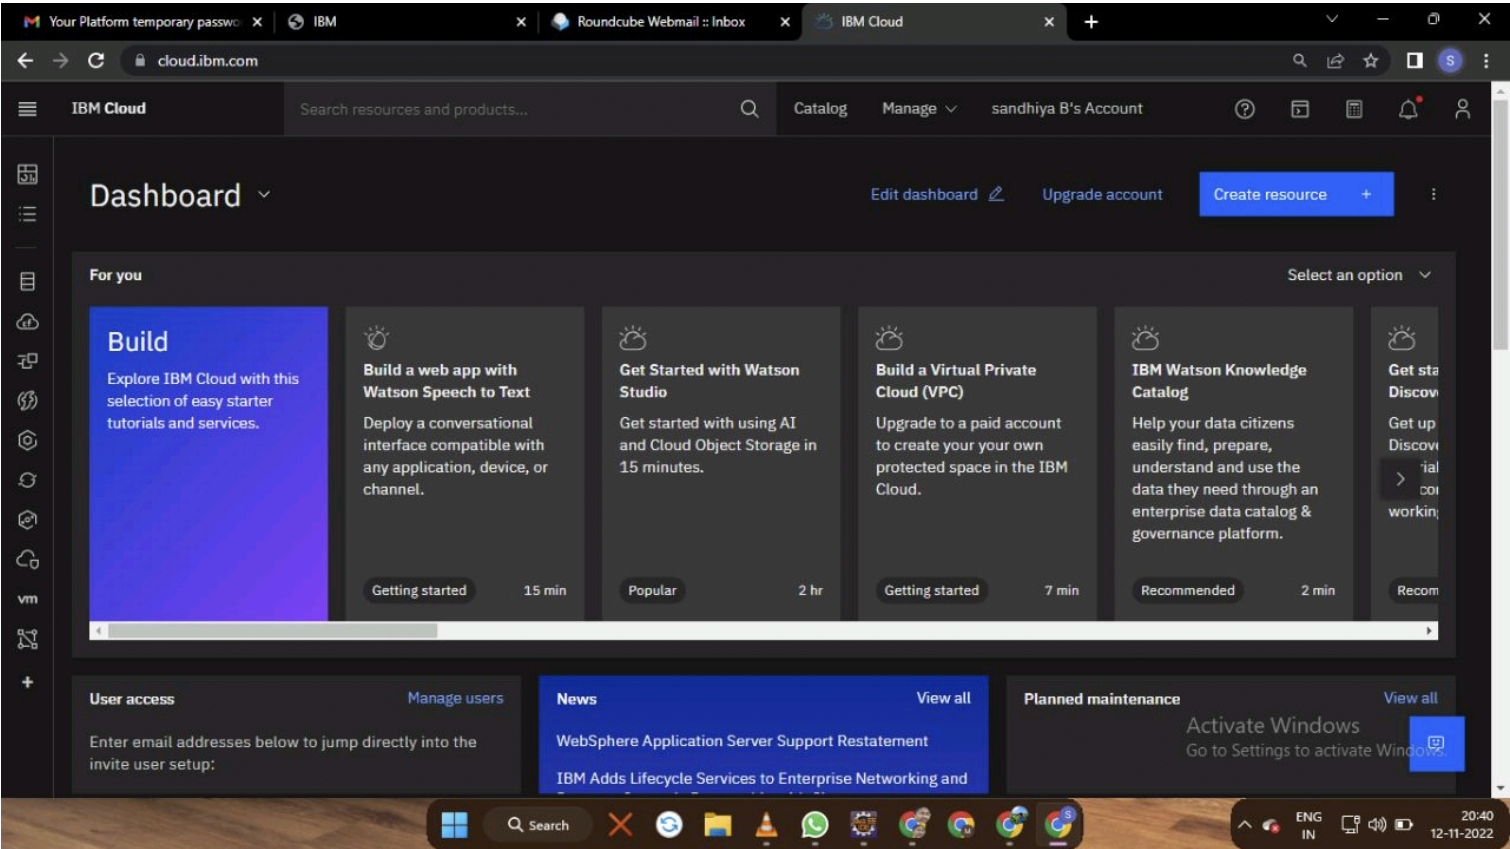 Your Platform temporary passwo
IBM
Roundcube Webmail :: Inbox
IBM Cloud
cloud.ibm.com
S
IBM Cloud
Search resources and products...
Catalog
Manage
sandhiya B's Account
Dashboard
Edit dashboard
Upgrade account
Create resource +
For you
Select an option
Build
Explore IBM Cloud with this
selection of easy starter
tutorials and services.
Build a web app with
Watson Speech to Text
Deploy a conversational
interface compatible with
any application, device, or
channel.
Getting started
15 min
Get Started with Watson
Studio
Get started with using AI
and Cloud Object Storage in
15 minutes.
Popular
2 hr
Build a Virtual Private
Cloud (VPC)
Upgrade to a paid account
to create your your own
protected space in the IBM
Cloud.
Getting started
7 min
IBM Watson Knowledge
Catalog
Help your data citizens
easily find, prepare,
understand and use the
data they need through an
enterprise data catalog &
governance platform.
Recommended
2 min
Get sta
Discov
Get up
Discov
working
Recom
vm
User access
Manage users
Enter email addresses below to jump directly into the
invite user setup:
News
View all
WebSphere Application Server Support Restatement
IBM Adds Lifecycle Services to Enterprise Networking and
Planned maintenance
View all
Activate Windows
Go to Settings to activate Windows.
Search
ENG
IN
20:40
12-11-2022